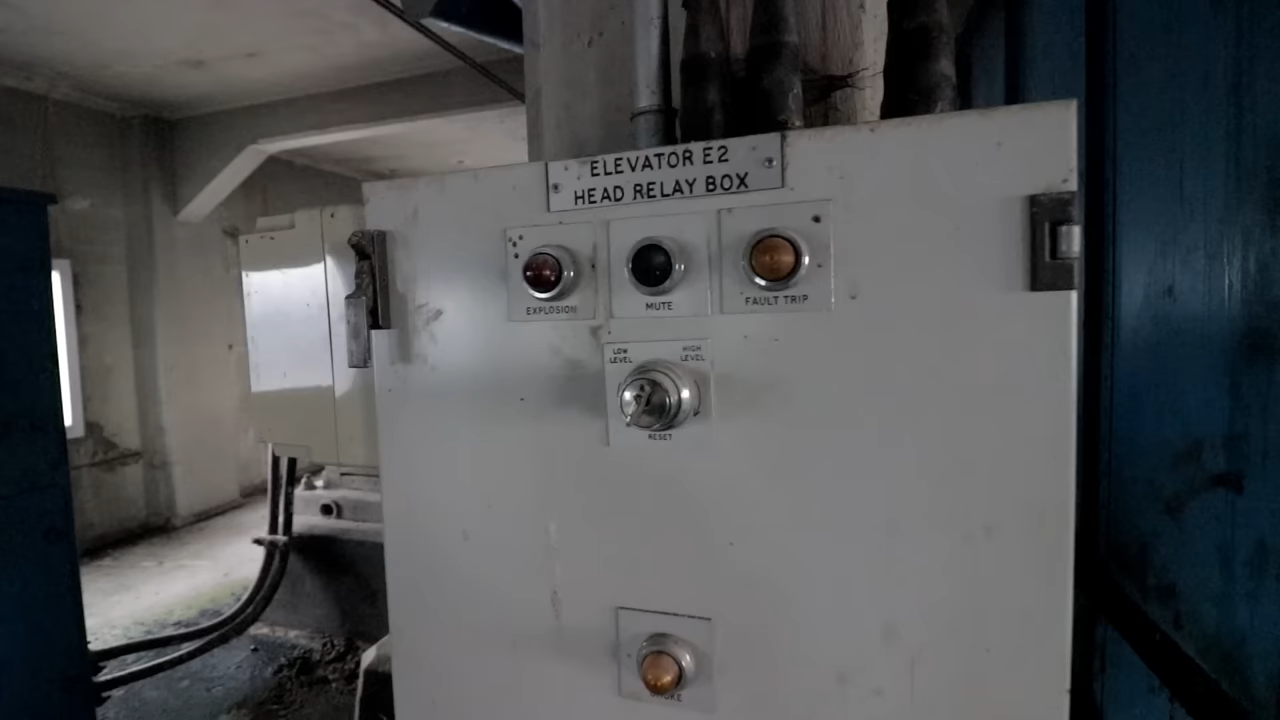 ELEVATOR E2
HEAD RELAY BOX
EXPLOSION
MUTE
FAULT TRIP
LOW LEVEL
HIGH LEVEL
RESET